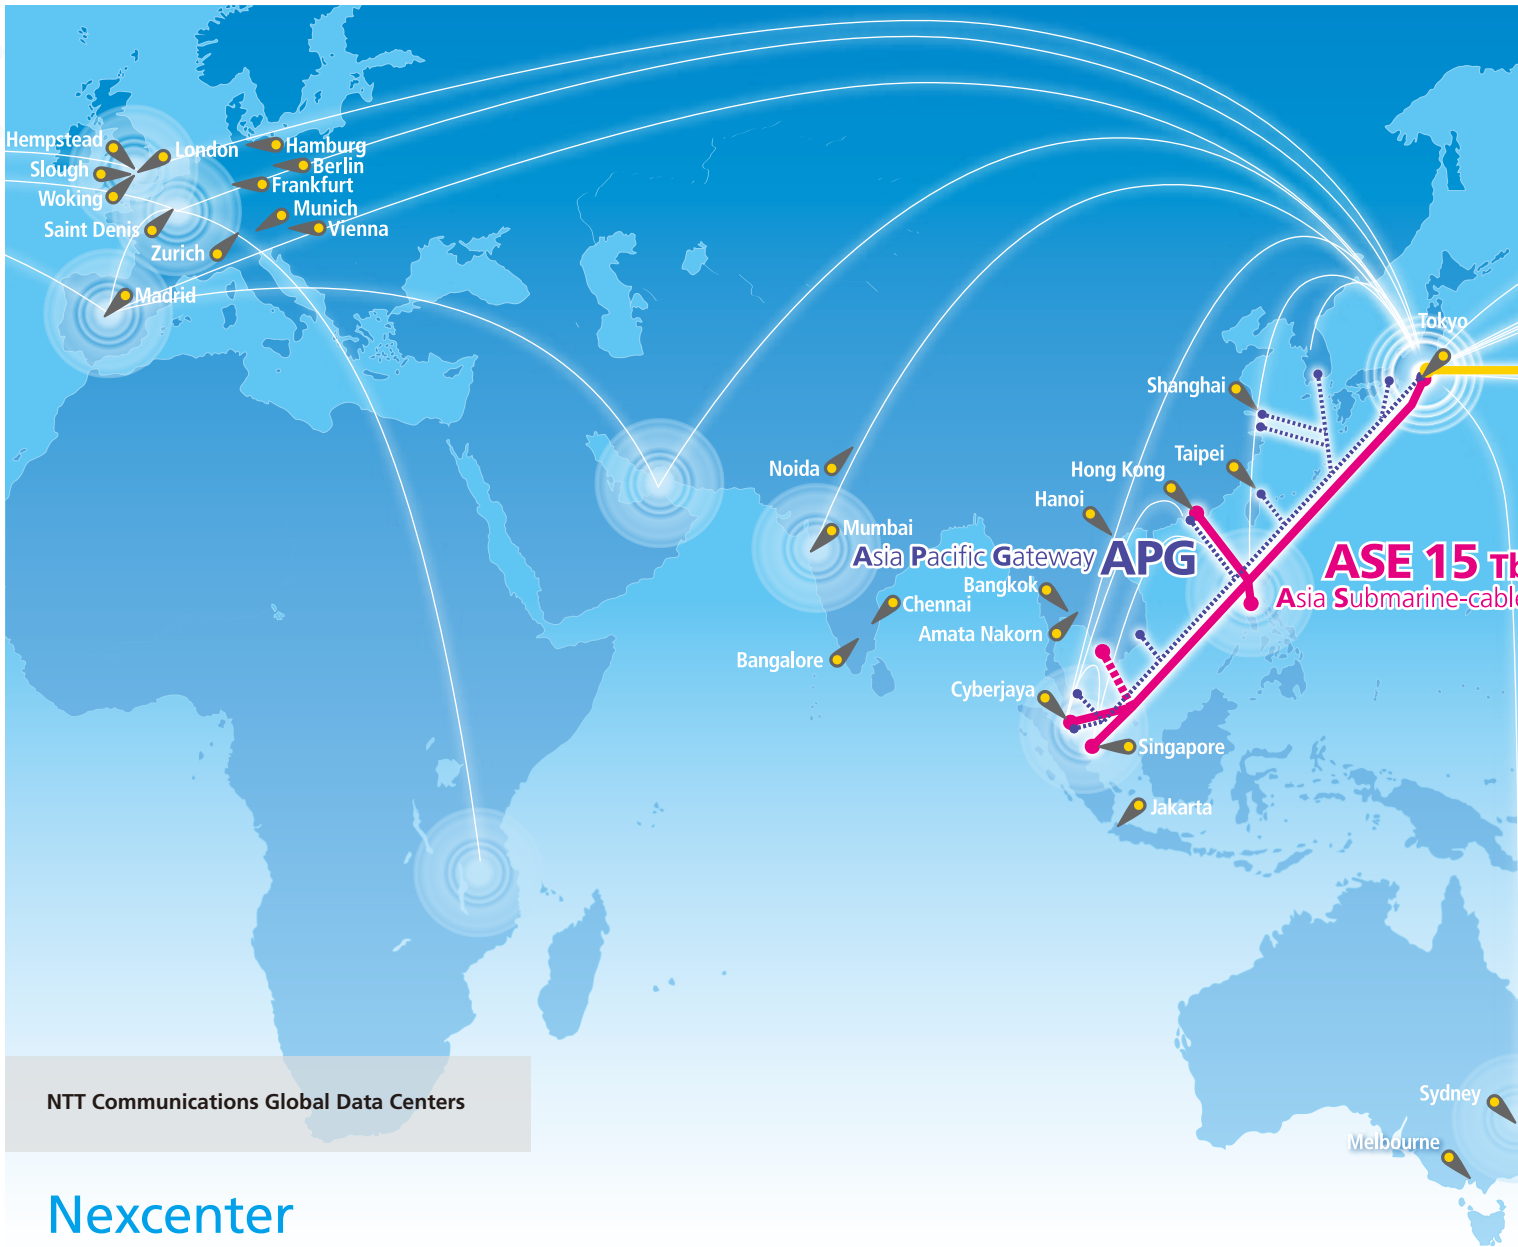 Hempstead
London
Hamburg
Slough
Berlin
Woking
Frankfurt
Saint Denis
Munich
Zurich
Vienna
Madrid
Tokyo
Shanghai
Taipei
Noida
Hong Kong
Hanoi
Mumbai
Asia Pacific Gateway APG
ASE 15 Tb
Asia Submarine-cable
Bangkok
Chennai
Amata Nakorn
Bangalore
Cyberjaya
Singapore
Jakarta
Sydney
Melbourne
NTT Communications Global Data Centers
Nexcenter